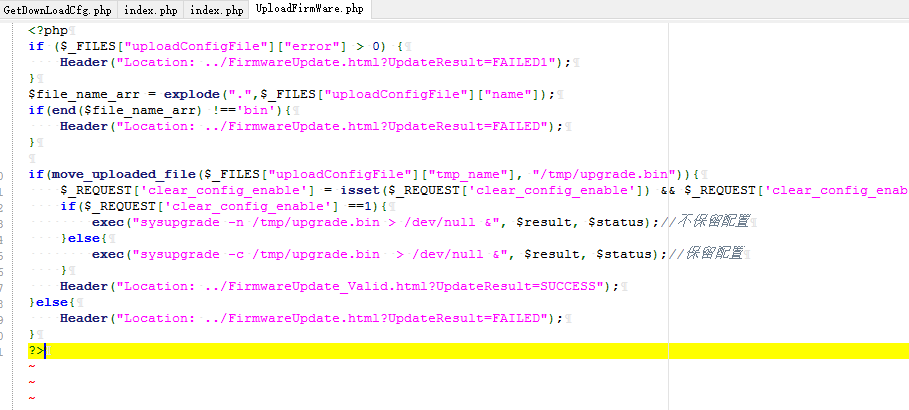 GetDownLoadCfg.php index.php index.php UploadFirmWare.php
<?php
if ($_FILES["uploadConfigFile"]["error"] > 0) {
Header("Location: ../FirmwareUpdate.html?UpdateResult=FAILED1");
}
$file_name_arr = explode(".",$_FILES["uploadConfigFile"]["name"]);
if(end($file_name_arr) !=='bin'){
Header("Location: ../FirmwareUpdate.html?UpdateResult=FAILED");
}
if(move_uploaded_file($_FILES["uploadConfigFile"]["tmp_name"], "/tmp/upgrade.bin")){
$_REQUEST['clear_config_enable'] = isset($_REQUEST['clear_config_enable']) && $_REQUEST['clear_config_enab
if($_REQUEST['clear_config_enable'] ==1){
exec("sysupgrade -n /tmp/upgrade.bin > /dev/null &", $result, $status);//不保留配置
}else{
exec("sysupgrade -c /tmp/upgrade.bin  > /dev/null &", $result, $status);//保留配置
}
Header("Location: ../FirmwareUpdate_Valid.html?UpdateResult=SUCCESS");
}else{
Header("Location: ../FirmwareUpdate.html?UpdateResult=FAILED");
}
?>
~
~
~